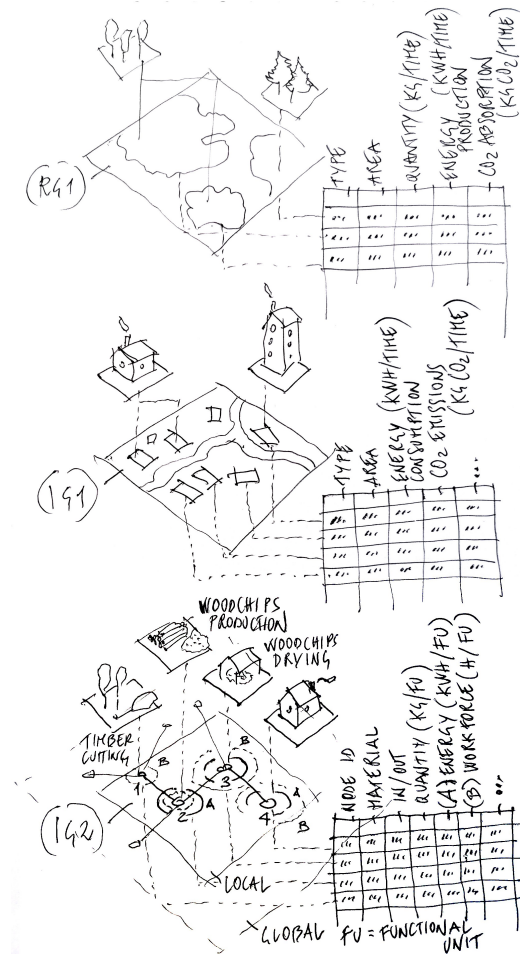 (RG1)
TYPE
AREA
QUANTITY (KG/TIME)
ENERGY (KWH/TIME)
PRODUCTION
CO2 ABSORPTION
(KG CO2/TIME)
(IG1)
TYPE
AREA
ENERGY (KWH/TIME)
CONSUMPTION
CO2 EMISSIONS
(KG CO2/TIME)
...
WOODCHIPS
PRODUCTION
WOODCHIPS
DRYING
TIMBER
CUTTING
(IG2)
1
B
2
A
3
B
A
4
B
LOCAL
GLOBAL
NODE ID
MATERIAL
IN/OUT
QUANTITY (KG/FU)
(A) ENERGY (KWH/FU)
(B) WORKFORCE (H/FU)
...
FU = FUNCTIONAL
UNIT